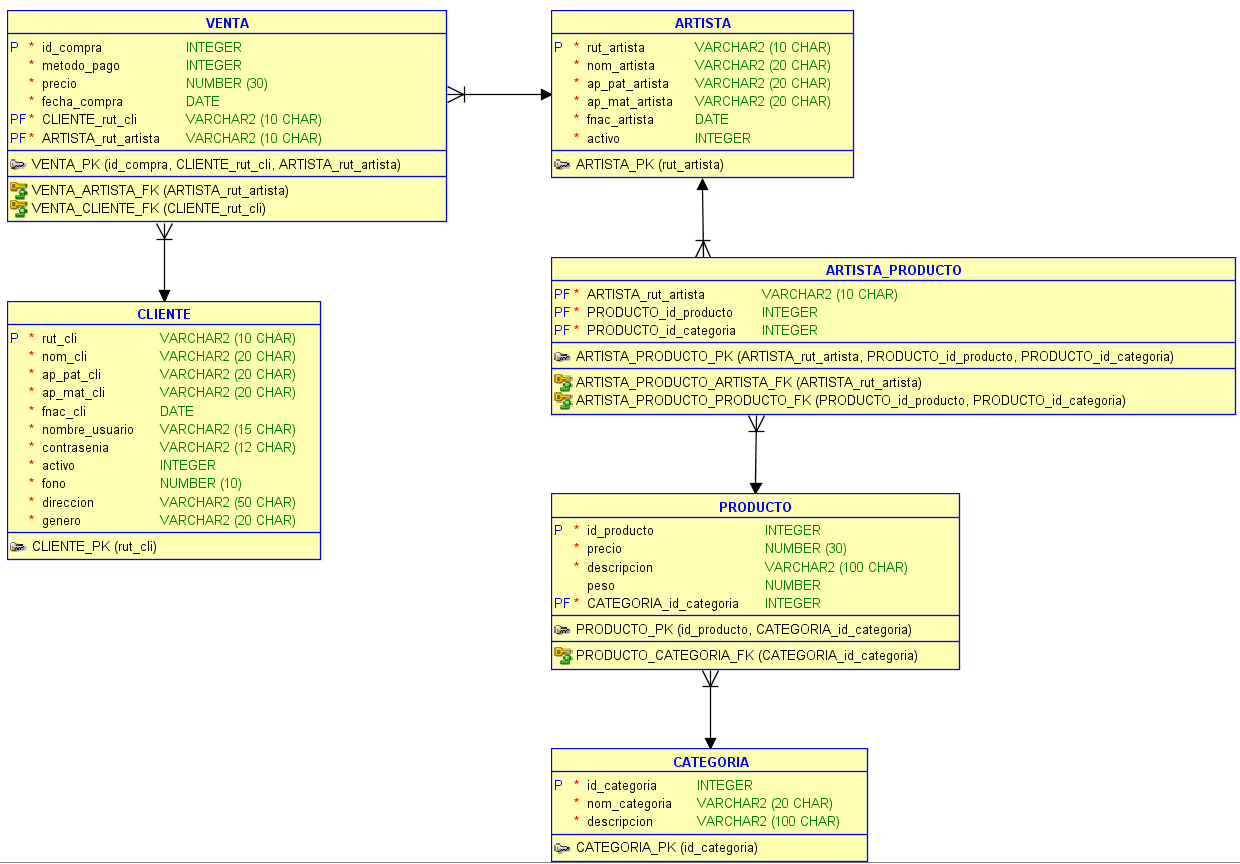 VENTA
P * id_compra INTEGER
* metodo_pago INTEGER
* precio NUMBER (30)
* fecha_compra DATE
PF * CLIENTE_rut_cli VARCHAR2 (10 CHAR)
PF * ARTISTA_rut_artista VARCHAR2 (10 CHAR)
VENTA_PK (id_compra, CLIENTE_rut_cli, ARTISTA_rut_artista)
VENTA_ARTISTA_FK (ARTISTA_rut_artista)
VENTA_CLIENTE_FK (CLIENTE_rut_cli)
ARTISTA
P * rut_artista VARCHAR2 (10 CHAR)
* nom_artista VARCHAR2 (20 CHAR)
* ap_pat_artista VARCHAR2 (20 CHAR)
* ap_mat_artista VARCHAR2 (20 CHAR)
* fnac_artista DATE
* activo INTEGER
ARTISTA_PK (rut_artista)
CLIENTE
P * rut_cli VARCHAR2 (10 CHAR)
* nom_cli VARCHAR2 (20 CHAR)
* ap_pat_cli VARCHAR2 (20 CHAR)
* ap_mat_cli VARCHAR2 (20 CHAR)
* fnac_cli DATE
* nombre_usuario VARCHAR2 (15 CHAR)
* contrasenia VARCHAR2 (12 CHAR)
* activo INTEGER
* fono NUMBER (10)
* direccion VARCHAR2 (50 CHAR)
* genero VARCHAR2 (20 CHAR)
CLIENTE_PK (rut_cli)
ARTISTA_PRODUCTO
PF * ARTISTA_rut_artista VARCHAR2 (10 CHAR)
PF * PRODUCTO_id_producto INTEGER
PF * PRODUCTO_id_categoria INTEGER
ARTISTA_PRODUCTO_PK (ARTISTA_rut_artista, PRODUCTO_id_producto, PRODUCTO_id_categoria)
ARTISTA_PRODUCTO_ARTISTA_FK (ARTISTA_rut_artista)
ARTISTA_PRODUCTO_PRODUCTO_FK (PRODUCTO_id_producto, PRODUCTO_id_categoria)
PRODUCTO
P * id_producto INTEGER
* precio NUMBER (30)
* descripcion VARCHAR2 (100 CHAR)
peso NUMBER
PF * CATEGORIA_id_categoria INTEGER
PRODUCTO_PK (id_producto, CATEGORIA_id_categoria)
PRODUCTO_CATEGORIA_FK (CATEGORIA_id_categoria)
CATEGORIA
P * id_categoria INTEGER
* nom_categoria VARCHAR2 (20 CHAR)
* descripcion VARCHAR2 (100 CHAR)
CATEGORIA_PK (id_categoria)